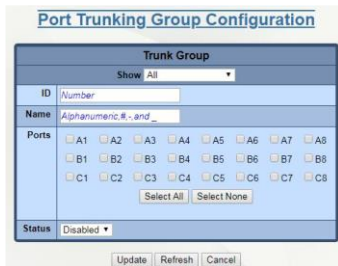 Port Trunking Group Configuration
Trunk Group
Show All
ID Number
Name Alphanumeric,#,-,and _
Ports A1 A2 A3 A4 A5 A6 A7 A8
B1 B2 B3 B4 B5 B6 B7 B8
C1 C2 C3 C4 C5 C6 C7 C8
Select All Select None
Status Disabled
Update Refresh Cancel